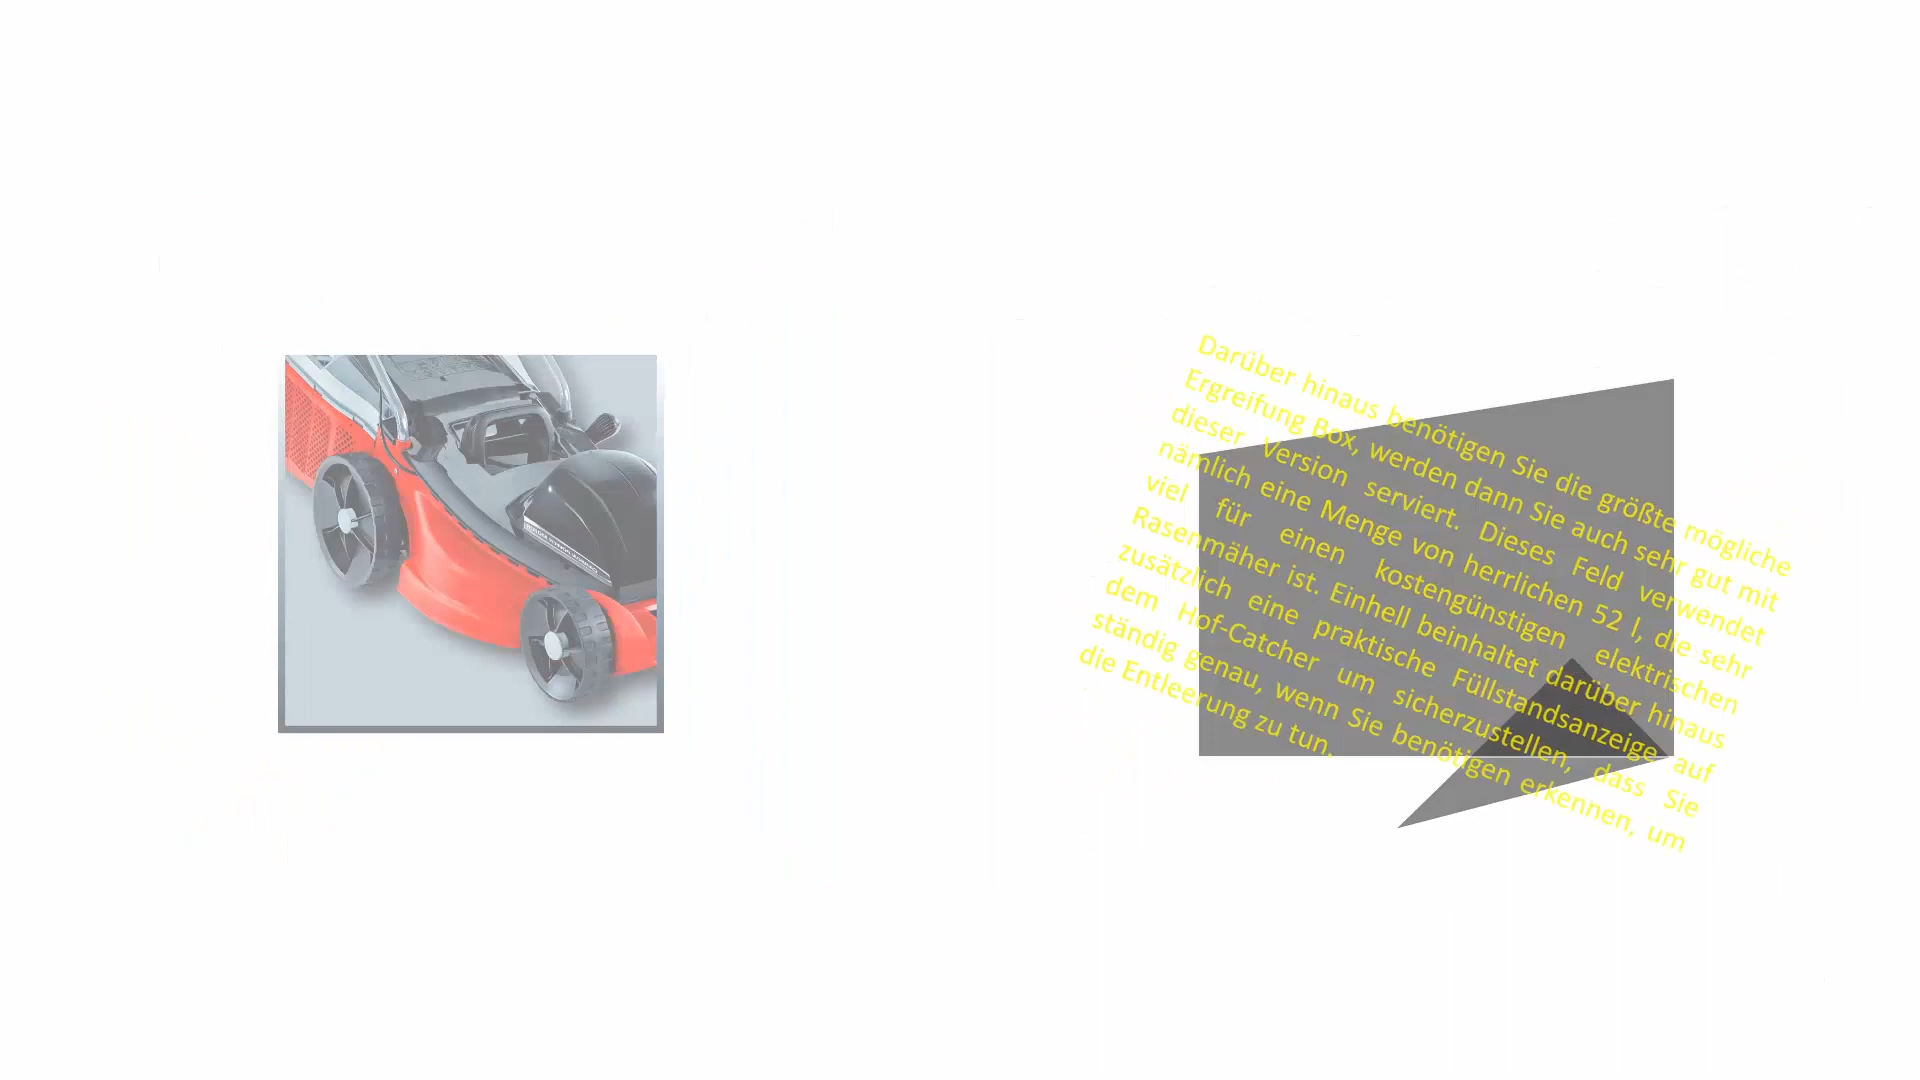 Darüber hinaus benötigen Sie die größte mögliche
Ergreifung Box, werden dann Sie auch sehr gut mit
dieser Version serviert. Dieses Feld verwendet
nämlich eine Menge von herrlichen 52 l, die sehr
viel für einen kostengünstigen elektrischen
Rasenmäher ist. Einhell beinhaltet darüber hinaus
zusätzlich eine praktische Füllstandsanzeige auf
dem Hof-Catcher um sicherzustellen, dass Sie
ständig genau, wenn Sie benötigen erkennen, um
die Entleerung zu tun.